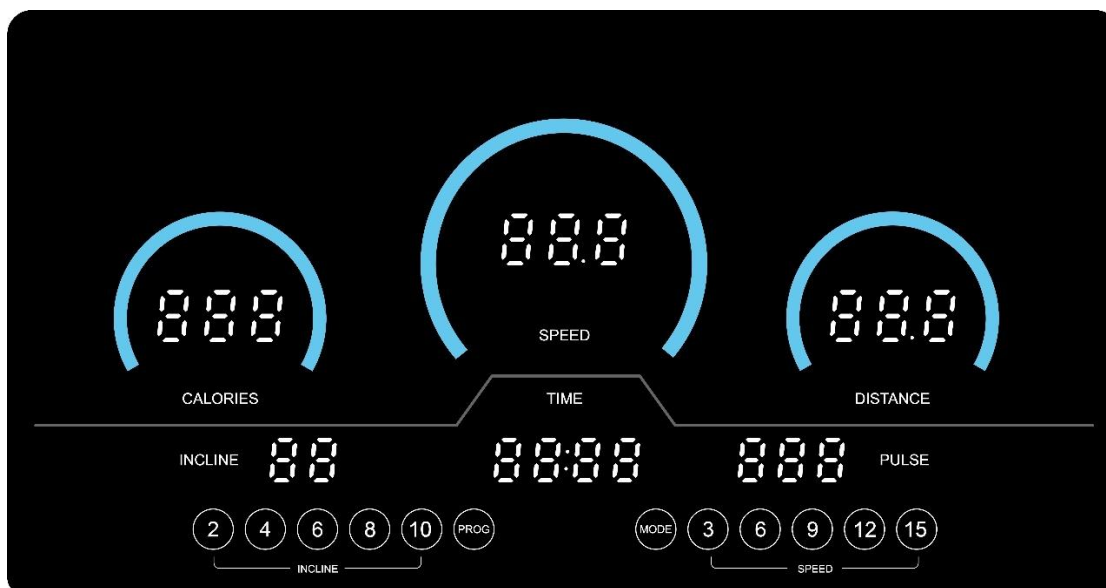 88.8
SPEED
888
88.8
CALORIES
TIME
DISTANCE
INCLINE 88
88:88
888 PULSE
2 4 6 8 10 PROG
MODE 3 6 9 12 15
INCLINE
SPEED